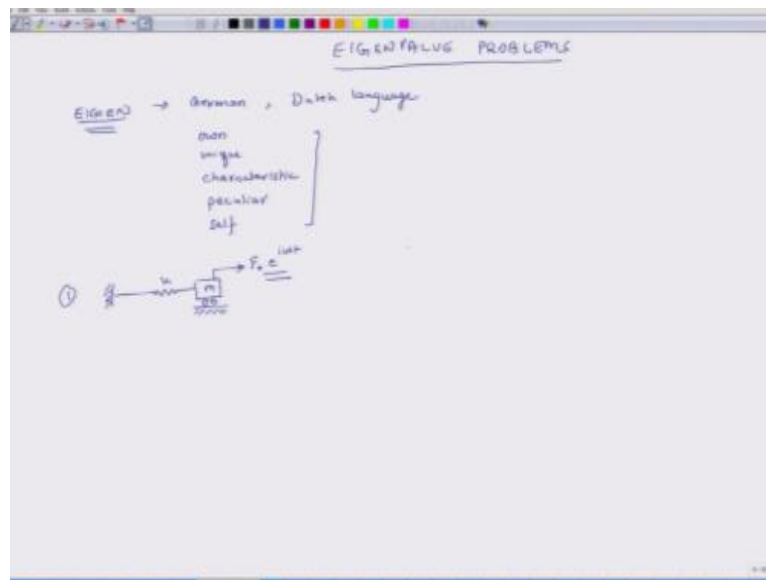 EIGENVALUE PROBLEMS
EIGEN → German , Dutch language
own
unique
characteristic
peculiar
self
① k m F₀ e^{iωt}